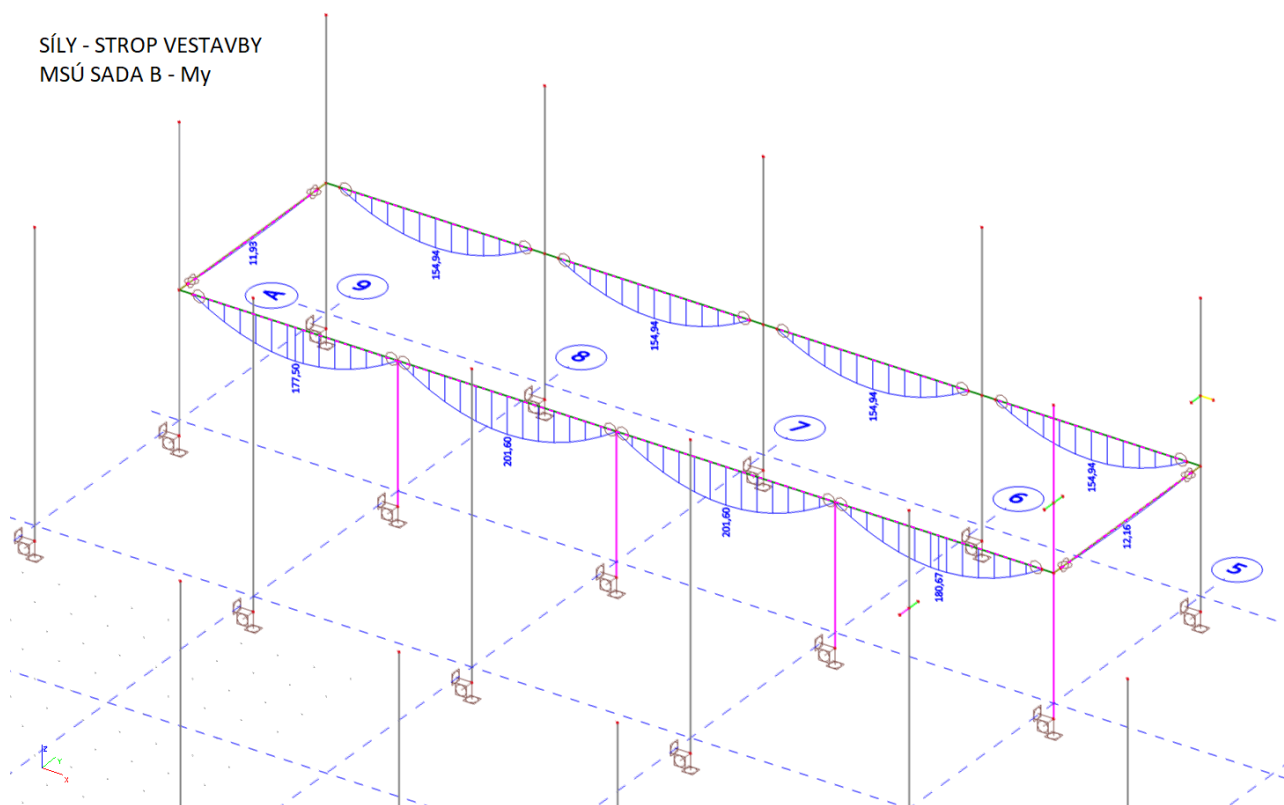 SÍLY - STROP VESTAVBY
MSÚ SADA B - My
11,93
154,94
A
9
177,50
154,94
8
201,60
154,94
7
201,60
154,94
6
180,67
12,16
5
Z
Y
X